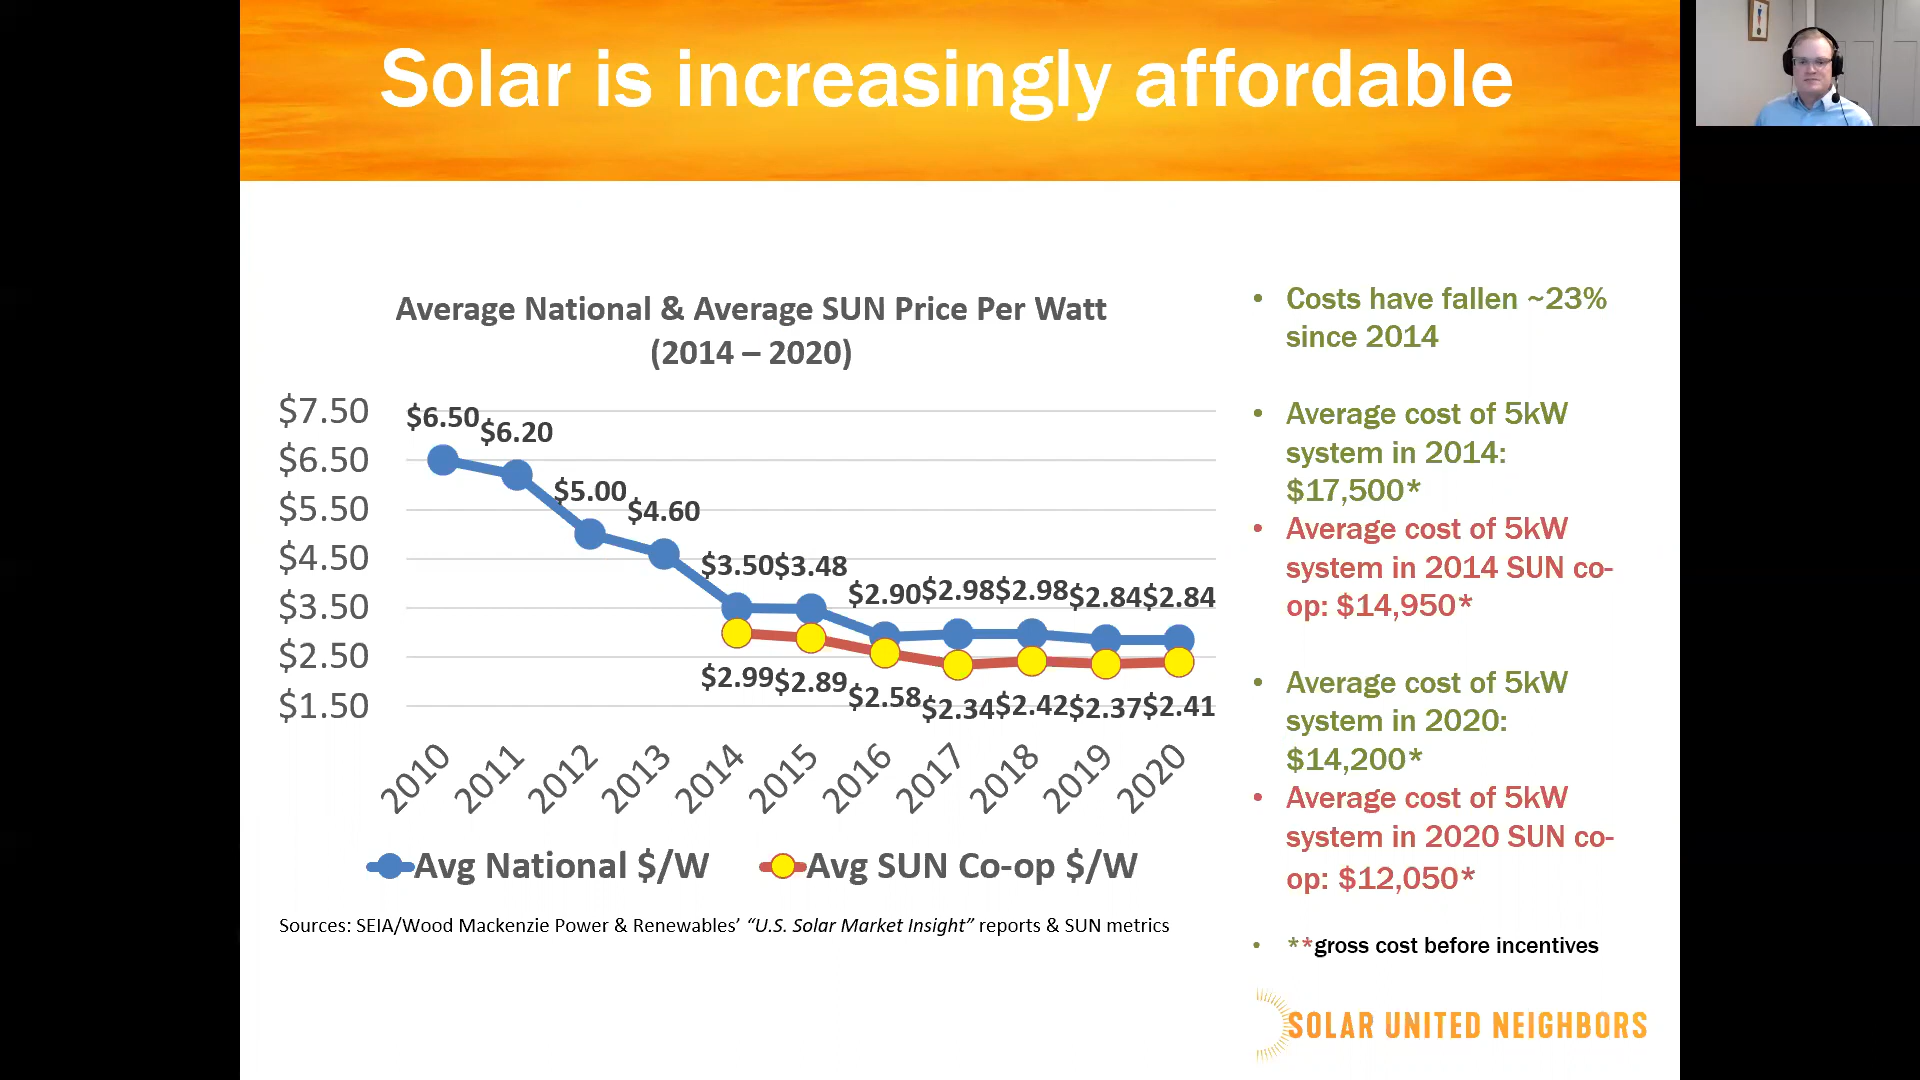 Solar is increasingly affordable
Average National & Average SUN Price Per Watt
(2014 – 2020)
$7.50
$6.50
$5.50
$4.50
$3.50
$2.50
$1.50
$6.50
$6.20
$5.00
$4.60
$3.50
$3.48
$2.90
$2.98
$2.98
$2.84
$2.84
$2.99
$2.89
$2.58
$2.34
$2.42
$2.37
$2.41
2010
2011
2012
2013
2014
2015
2016
2017
2018
2019
2020
Avg National $/W
Avg SUN Co-op $/W
Sources: SEIA/Wood Mackenzie Power & Renewables’ “U.S. Solar Market Insight” reports & SUN metrics
• Costs have fallen ~23%
since 2014
• Average cost of 5kW
system in 2014:
$17,500*
• Average cost of 5kW
system in 2014 SUN co-
op: $14,950*
• Average cost of 5kW
system in 2020:
$14,200*
• Average cost of 5kW
system in 2020 SUN co-
op: $12,050*
• **gross cost before incentives
SOLAR UNITED NEIGHBORS